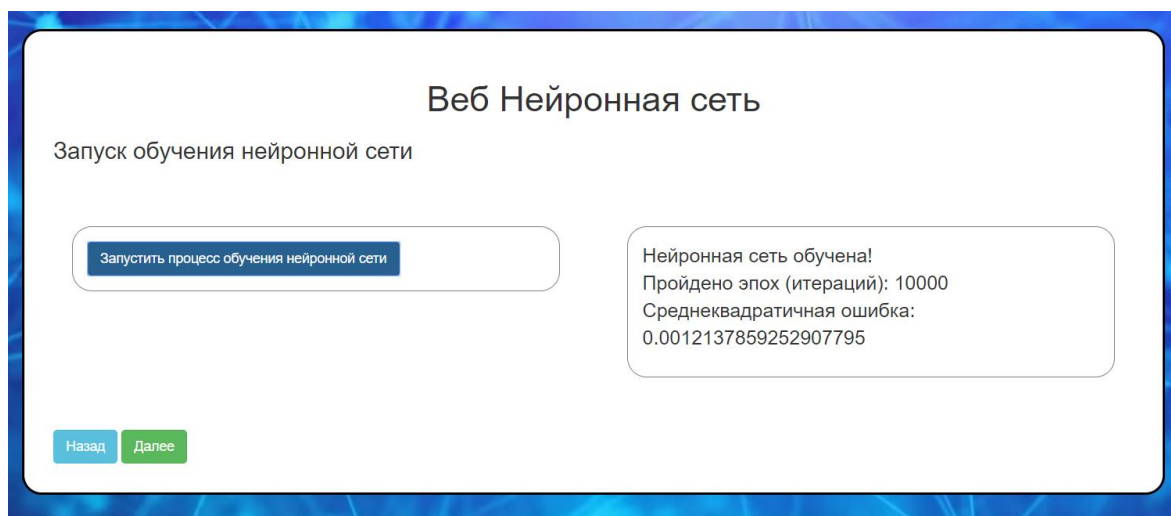 Веб Нейронная сеть
Запуск обучения нейронной сети
Запустить процесс обучения нейронной сети
Нейронная сеть обучена!
Пройдено эпох (итераций): 10000
Среднеквадратичная ошибка:
0.0012137859252907795
Назад
Далее